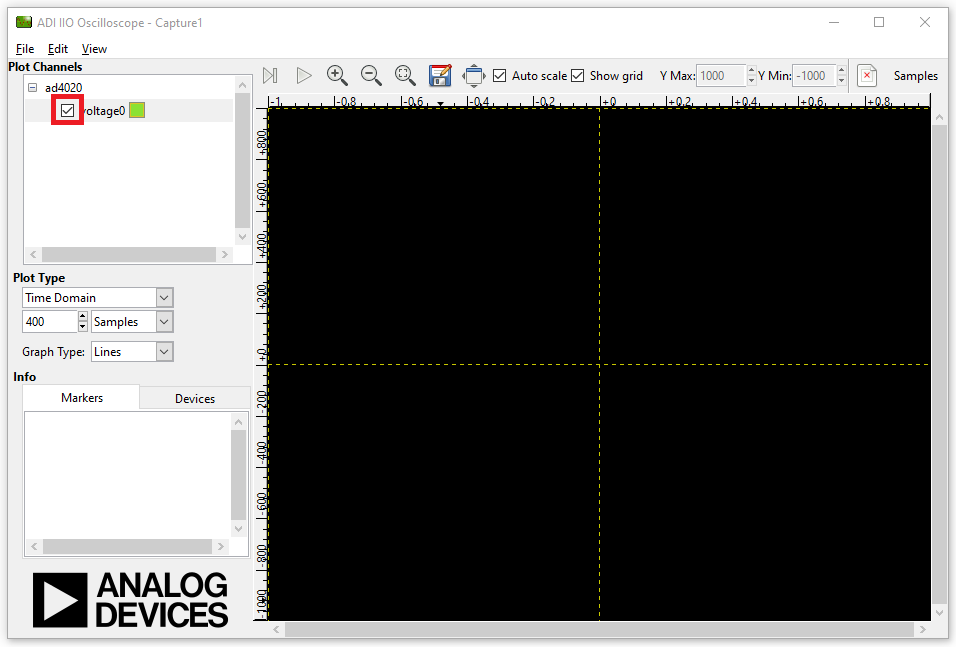 ADI IIO Oscilloscope - Capture1
File Edit View
Plot Channels
ad4020
voltage0
Auto scale Show grid Y Max: 1000 Y Min: -1000 Samples
-1 -0.8 -0.6 -0.4 -0.2 +0 +0.2 +0.4 +0.6 +0.8
+800
+600
+400
+200
+0
-200
-400
-600
-800
-1000
Plot Type
Time Domain
400 Samples
Graph Type: Lines
Info
Markers Devices
ANALOG
DEVICES